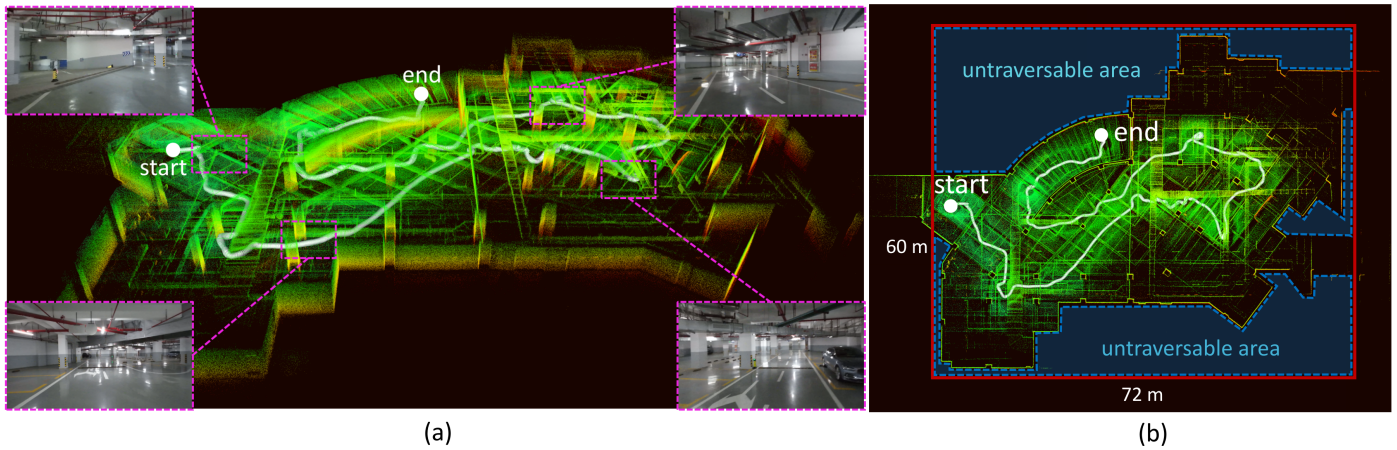 end
start
(a)
untraversable area
end
start
60 m
untraversable area
72 m
(b)